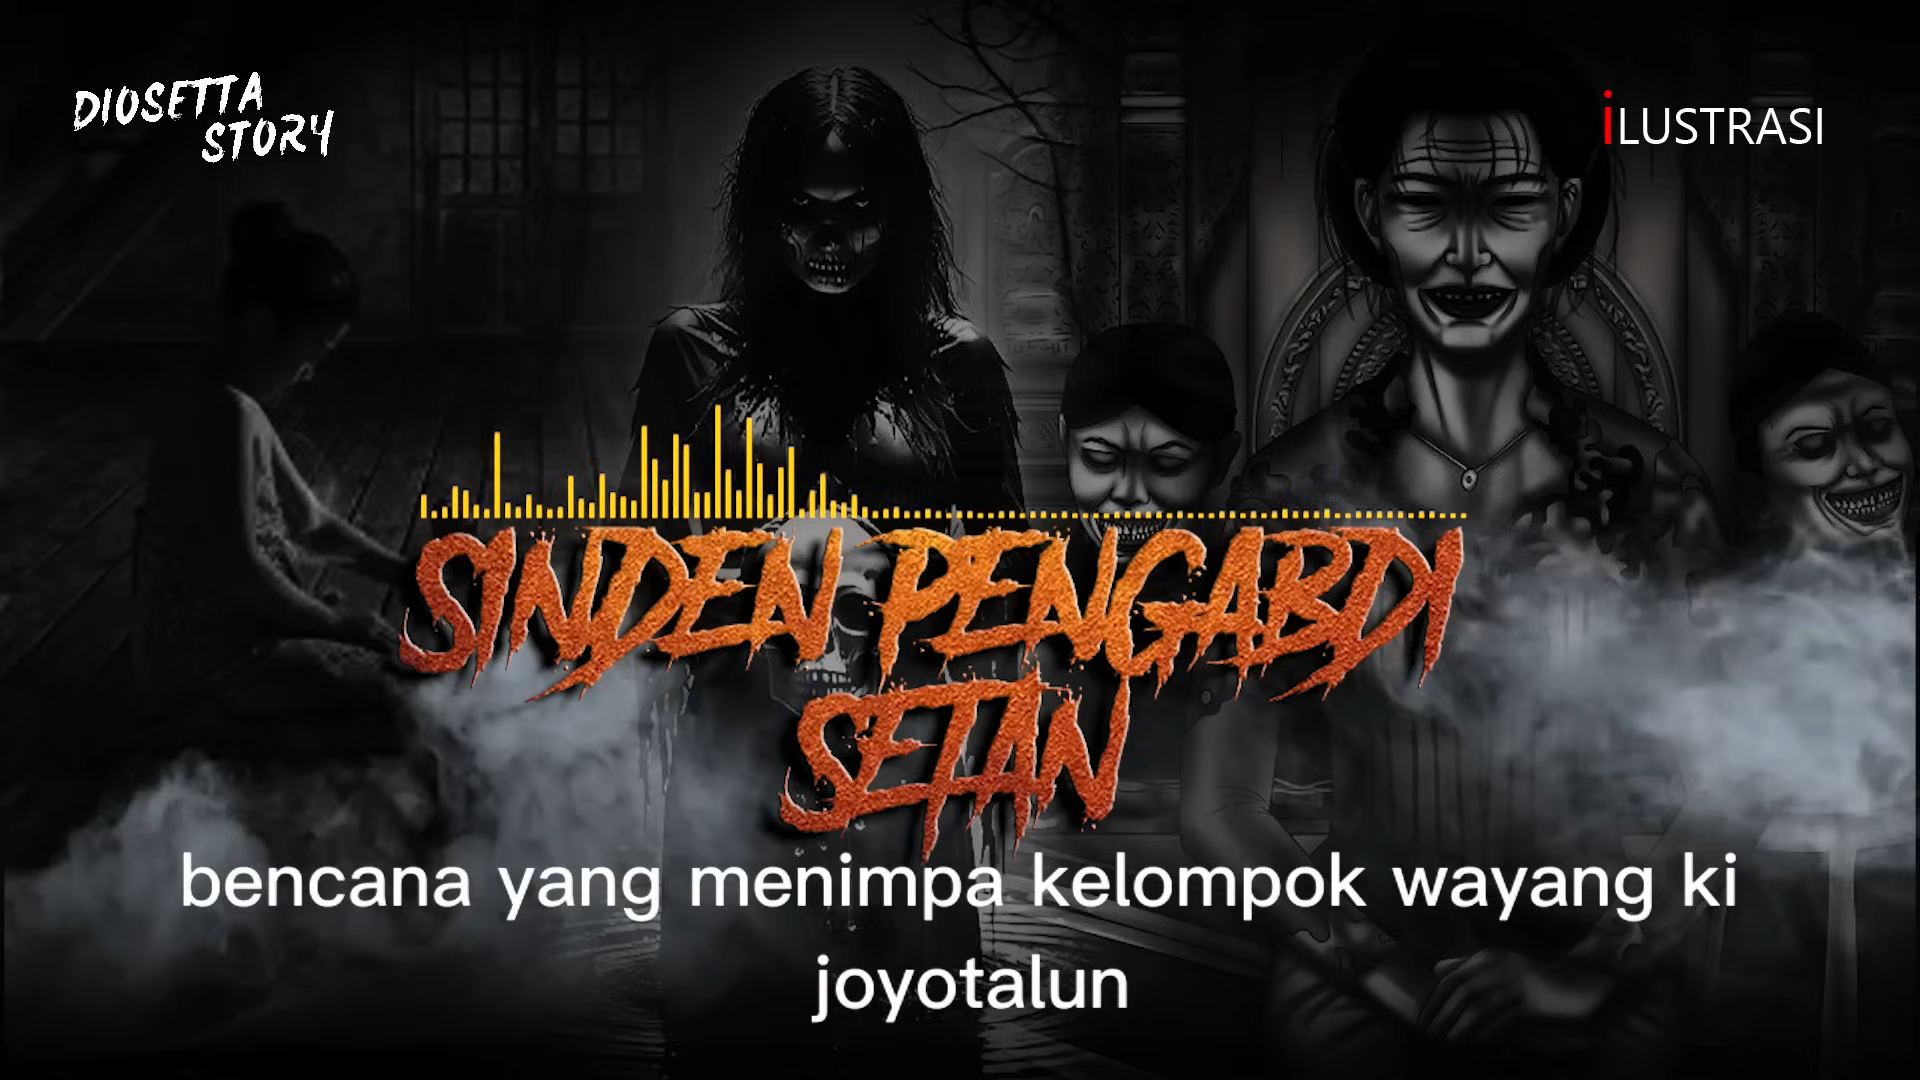 DIOSETTA
STORY
iLUSTRASI
SINDEN PENGABDI
SETAN
bencana yang menimpa kelompok wayang ki
joyotalun